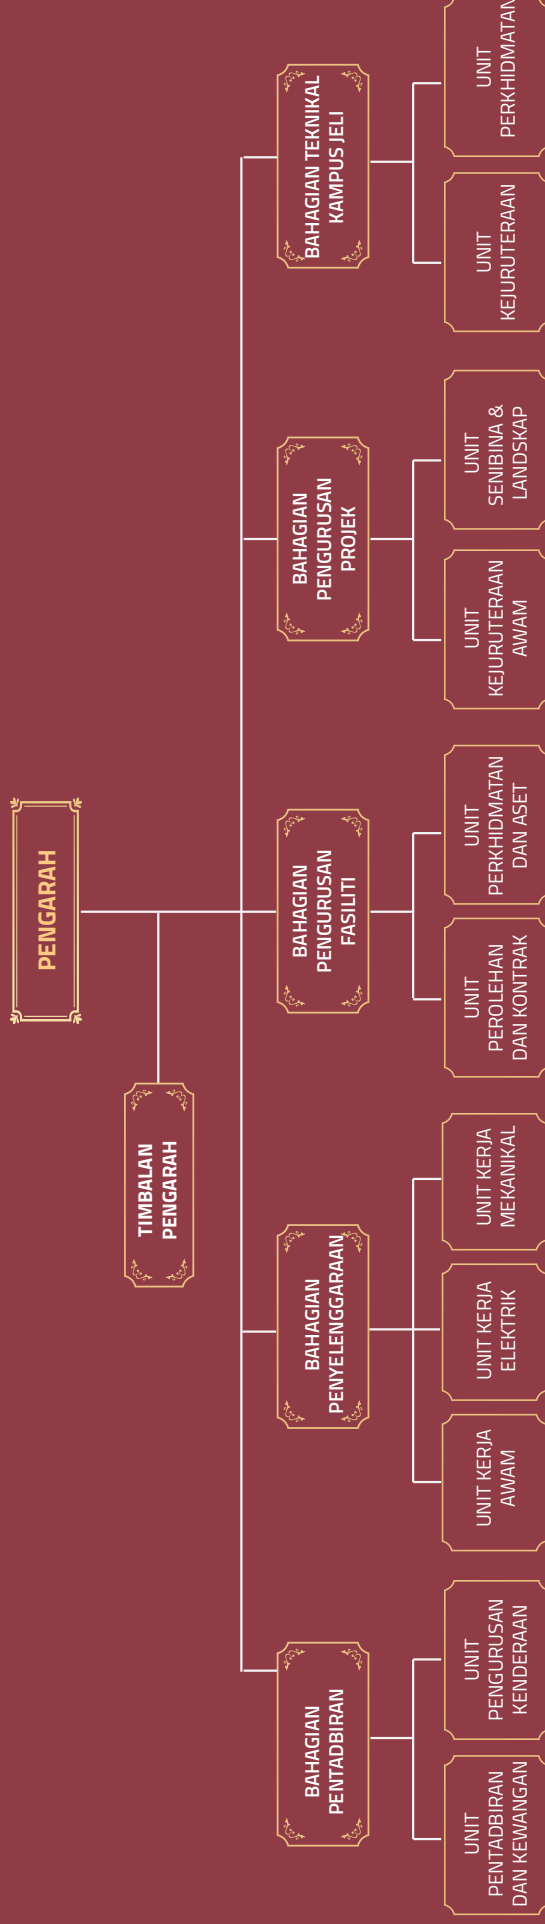 PENGARAH
TIMBALAN
PENGARAH
BAHAGIAN
PENTADBIRAN
BAHAGIAN
PENYELENGGARAAN
BAHAGIAN
PENGURUSAN
FASILITI
BAHAGIAN
PENGURUSAN
PROJEK
BAHAGIAN TEKNIKAL
KAMPUS JELI
UNIT
PENTADBIRAN
DAN KEWANGAN
UNIT
PENGURUSAN
KENDERAAN
UNIT KERJA
AWAM
UNIT KERJA
ELEKTRIK
UNIT KERJA
MEKANIKAL
UNIT
PEROLEHAN
DAN KONTRAK
UNIT
PERKHIDMATAN
DAN ASET
UNIT
KEJURUTERAAN
AWAM
UNIT
SENIBINA &
LANDSKAP
UNIT
KEJURUTERAAN
UNIT
PERKHIDMATAN